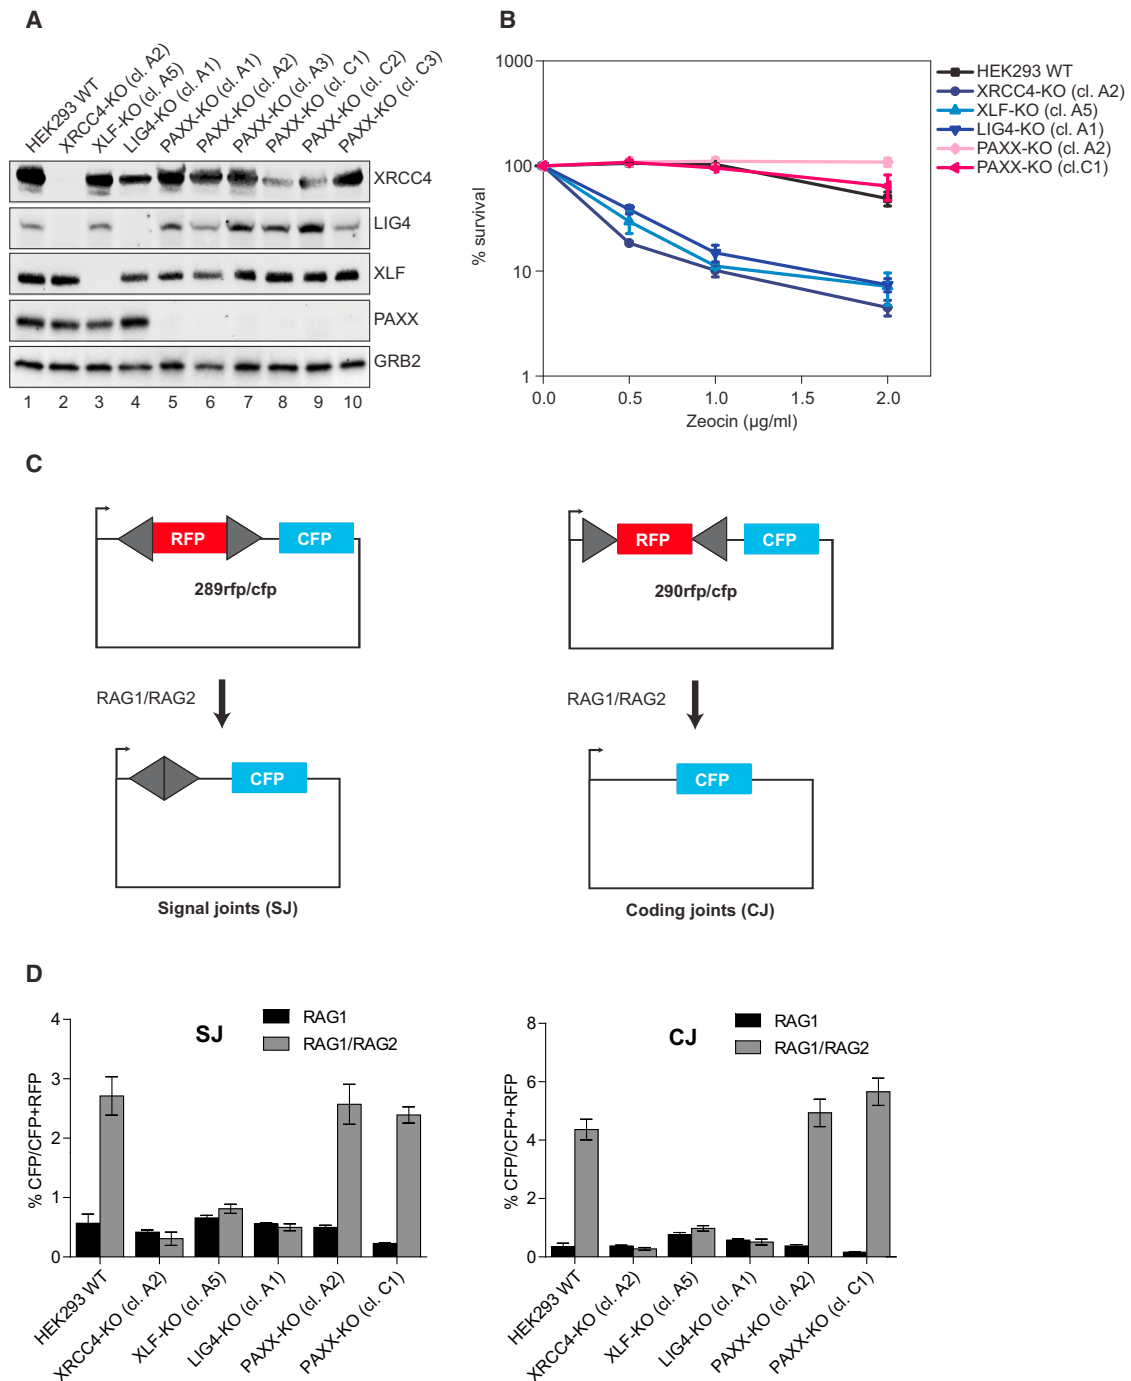 A
HEK293 WT
XRCC4-KO (cl. A2)
XLF-KO (cl. A5)
LIG4-KO (cl. A1)
PAXX-KO (cl. A1)
PAXX-KO (cl. A2)
PAXX-KO (cl. A3)
PAXX-KO (cl. C1)
PAXX-KO (cl. C2)
PAXX-KO (cl. C3)
XRCC4
LIG4
XLF
PAXX
GRB2
1 2 3 4 5 6 7 8 9 10
B
1000
100
10
1
% survival
0.0 0.5 1.0 1.5 2.0
Zeocin (µg/ml)
HEK293 WT
XRCC4-KO (cl. A2)
XLF-KO (cl. A5)
LIG4-KO (cl. A1)
PAXX-KO (cl. A2)
PAXX-KO (cl.C1)
C
RFP CFP
289rfp/cfp
RAG1/RAG2
CFP
Signal joints (SJ)
RFP CFP
290rfp/cfp
RAG1/RAG2
CFP
Coding joints (CJ)
D
SJ
RAG1
RAG1/RAG2
% CFP/CFP+RFP
4
3
2
1
0
HEK293 WT
XRCC4-KO (cl. A2)
XLF-KO (cl. A5)
LIG4-KO (cl. A1)
PAXX-KO (cl. A2)
PAXX-KO (cl. C1)
CJ
RAG1
RAG1/RAG2
% CFP/CFP+RFP
8
6
4
2
0
HEK293 WT
XRCC4-KO (cl. A2)
XLF-KO (cl. A5)
LIG4-KO (cl. A1)
PAXX-KO (cl. A2)
PAXX-KO (cl. C1)